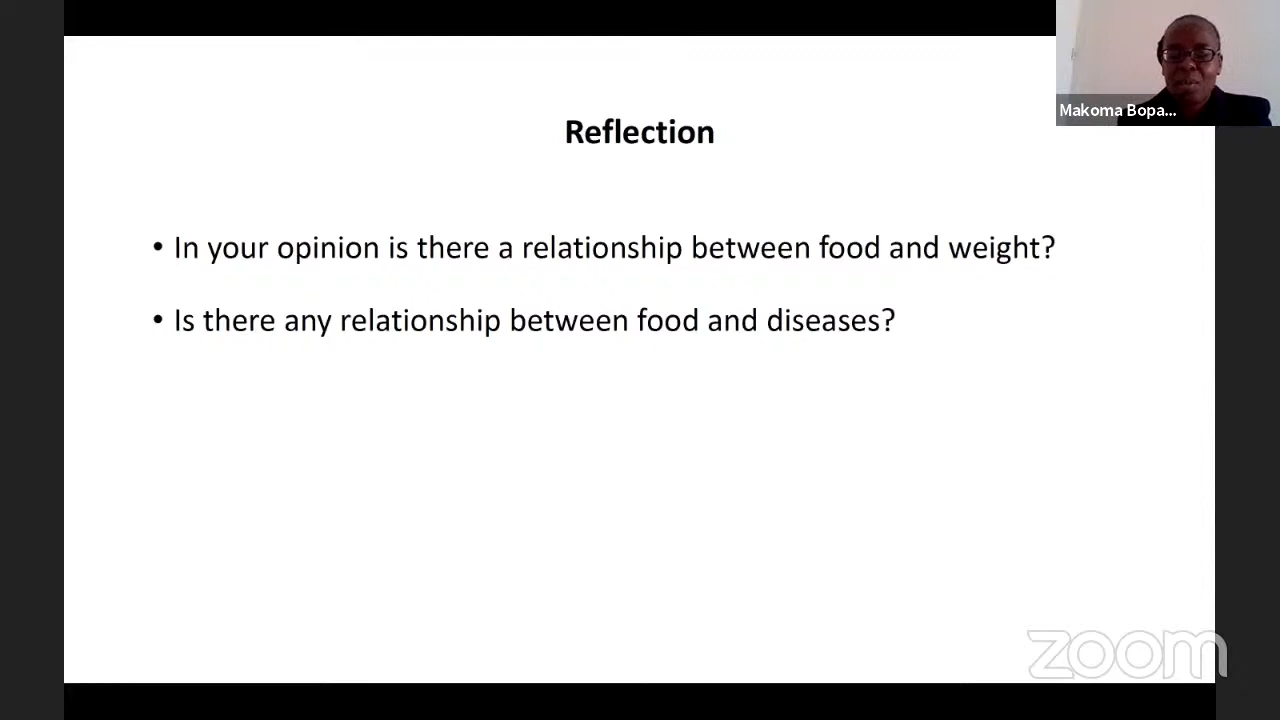 Makoma Bopa...
Reflection
• In your opinion is there a relationship between food and weight?
• Is there any relationship between food and diseases?
zoom